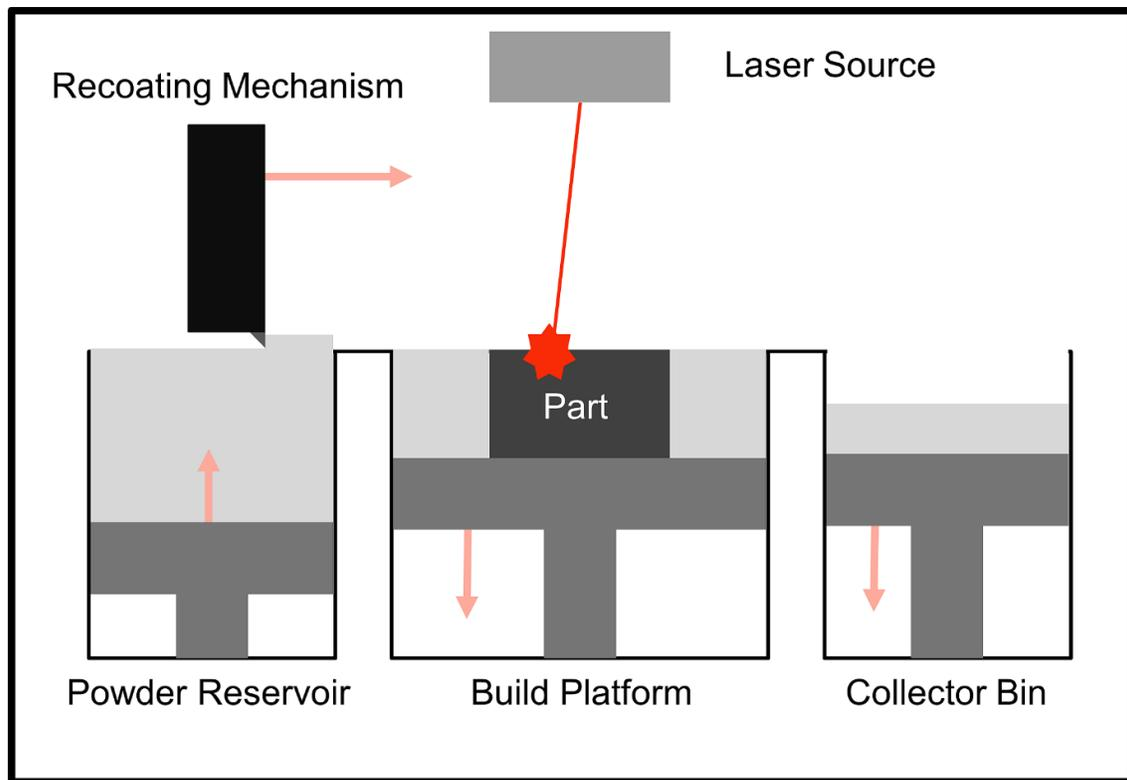 Laser Source
Recoating Mechanism
Part
Powder Reservoir
Build Platform
Collector Bin